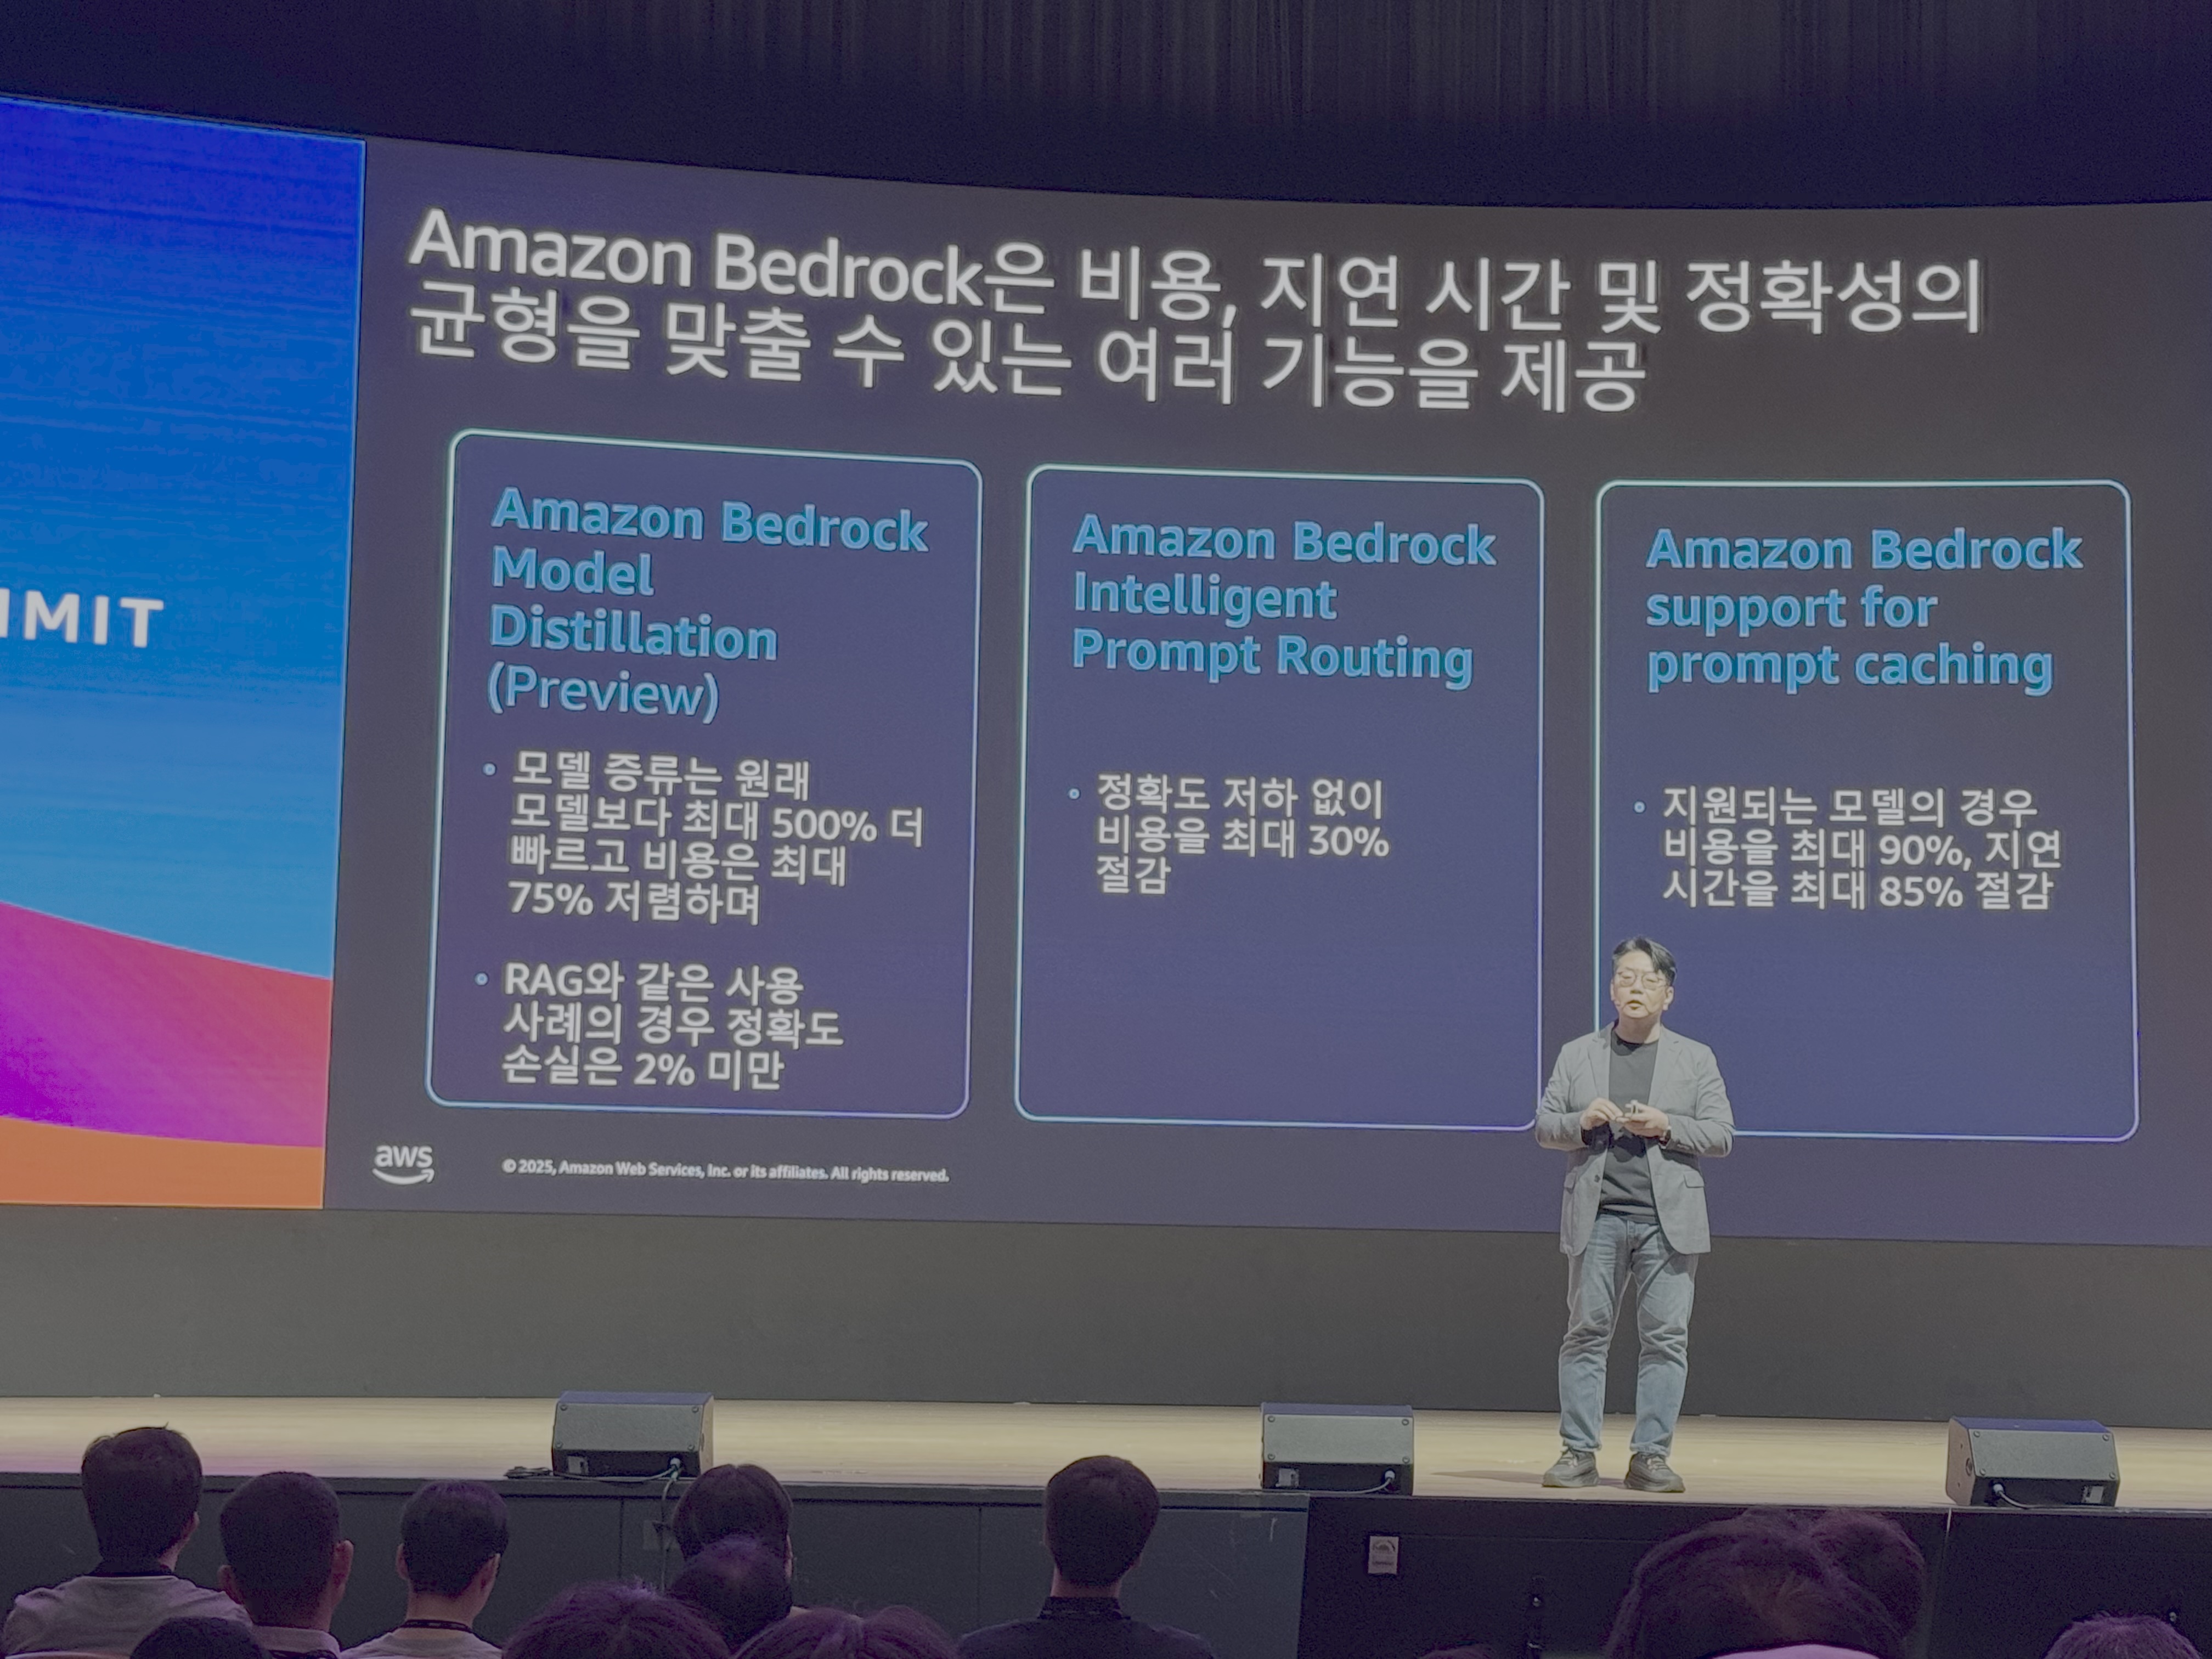 MMIT
Amazon Bedrock은 비용, 지연 시간 및 정확성의
균형을 맞출 수 있는 여러 기능을 제공
Amazon Bedrock
Model
Distillation
(Preview)
• 모델 증류는 원래
모델보다 최대 500% 더
빠르고 비용은 최대
75% 저렴하며
• RAG와 같은 사용
사례의 경우 정확도
손실은 2% 미만
Amazon Bedrock
Intelligent
Prompt Routing
• 정확도 저하 없이
비용을 최대 30%
절감
Amazon Bedrock
support for
prompt caching
• 지원되는 모델의 경우
비용을 최대 90%, 지연
시간을 최대 85% 절감
aws
© 2025, Amazon Web Services, Inc. or its affiliates. All rights reserved.